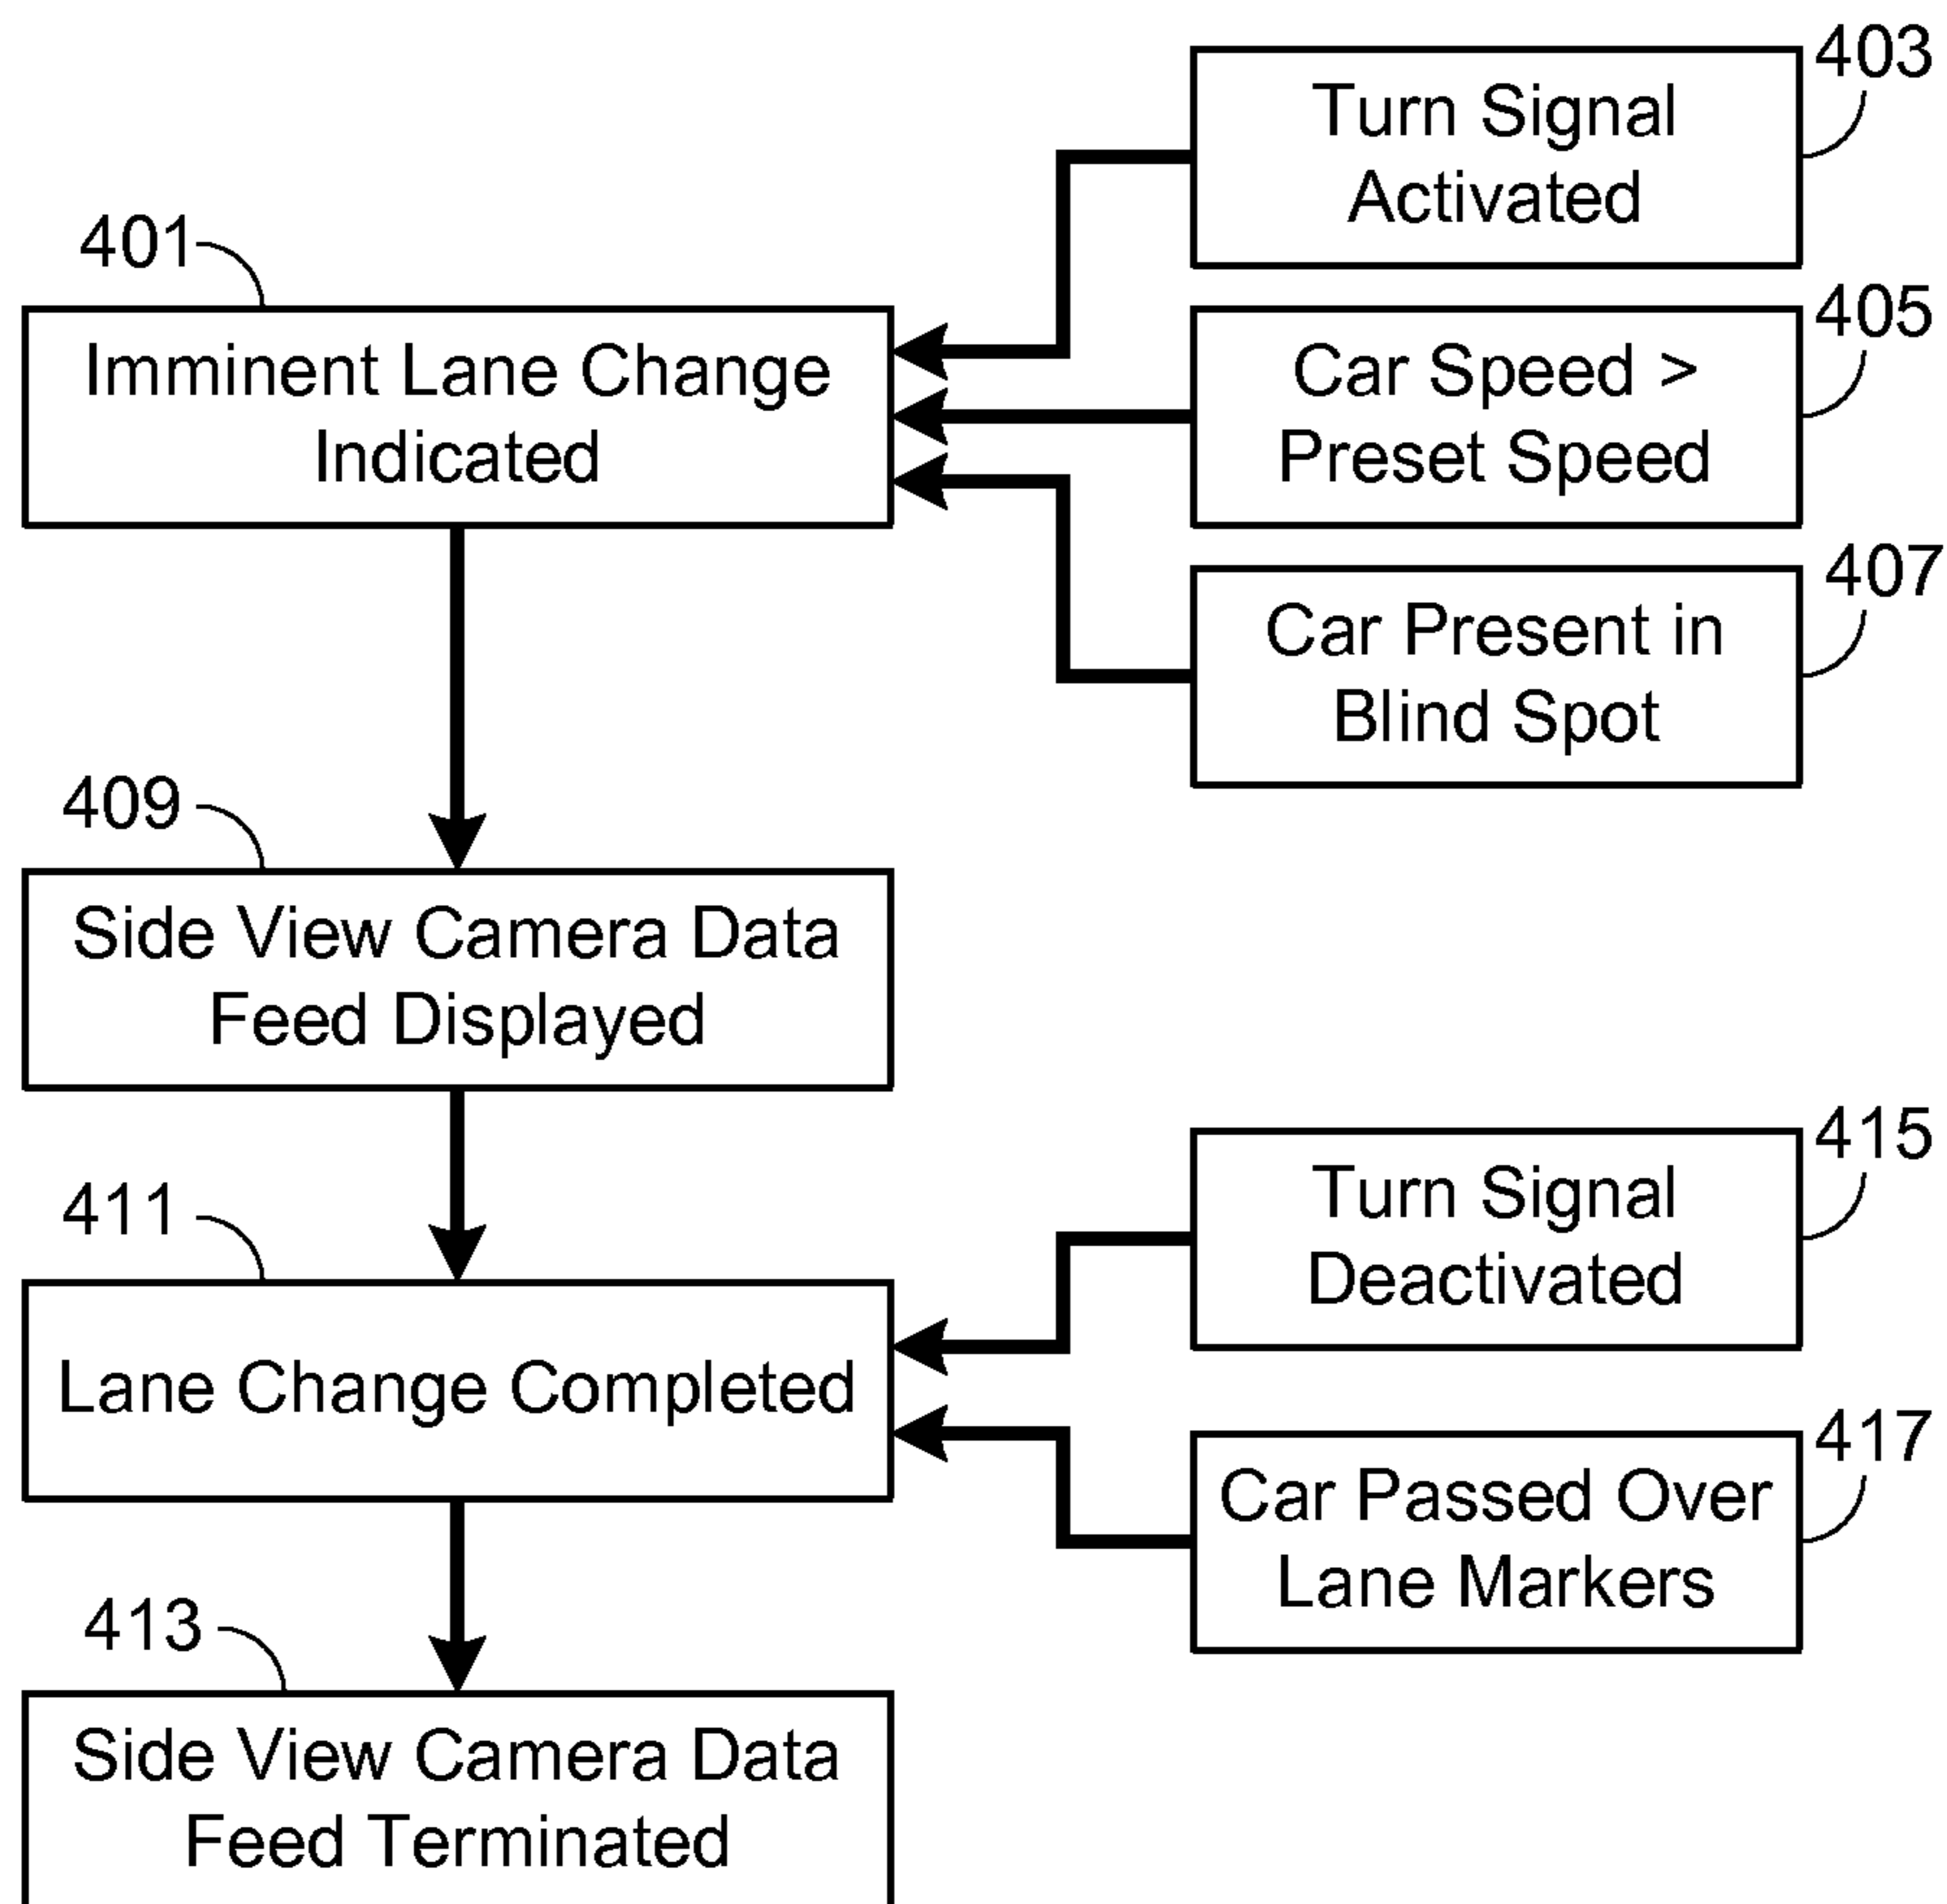 403
Turn Signal
Activated
401
Imminent Lane Change
Indicated
405
Car Speed >
Preset Speed
407
Car Present in
Blind Spot
409
Side View Camera Data
Feed Displayed
411
Lane Change Completed
415
Turn Signal
Deactivated
417
Car Passed Over
Lane Markers
413
Side View Camera Data
Feed Terminated